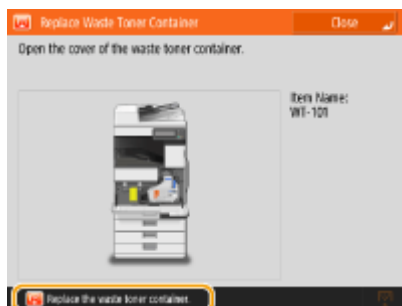 Replace Waste Toner Container
Close
Open the cover of the waste toner container.
Item Name:
WT-101
Replace the waste toner container.